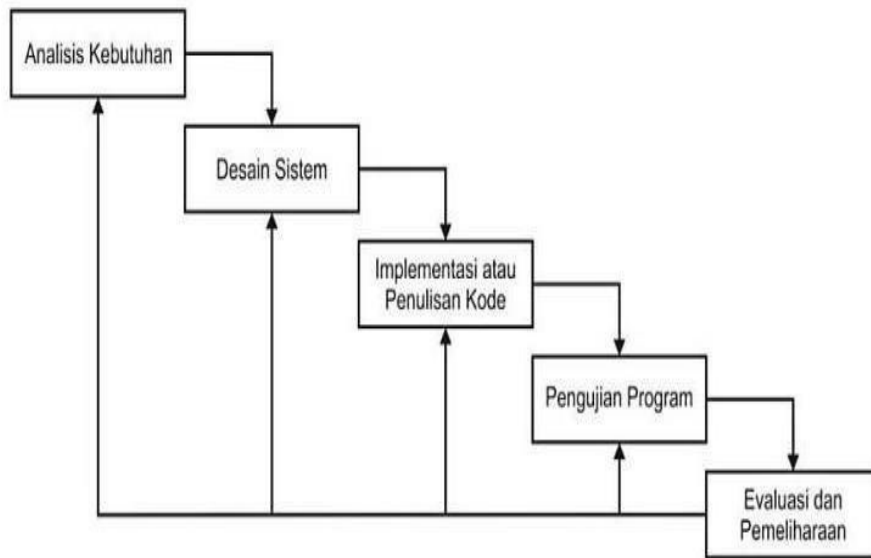 Analisis Kebutuhan
Desain Sistem
Implementasi atau
Penulisan Kode
Pengujian Program
Evaluasi dan
Pemeliharaan